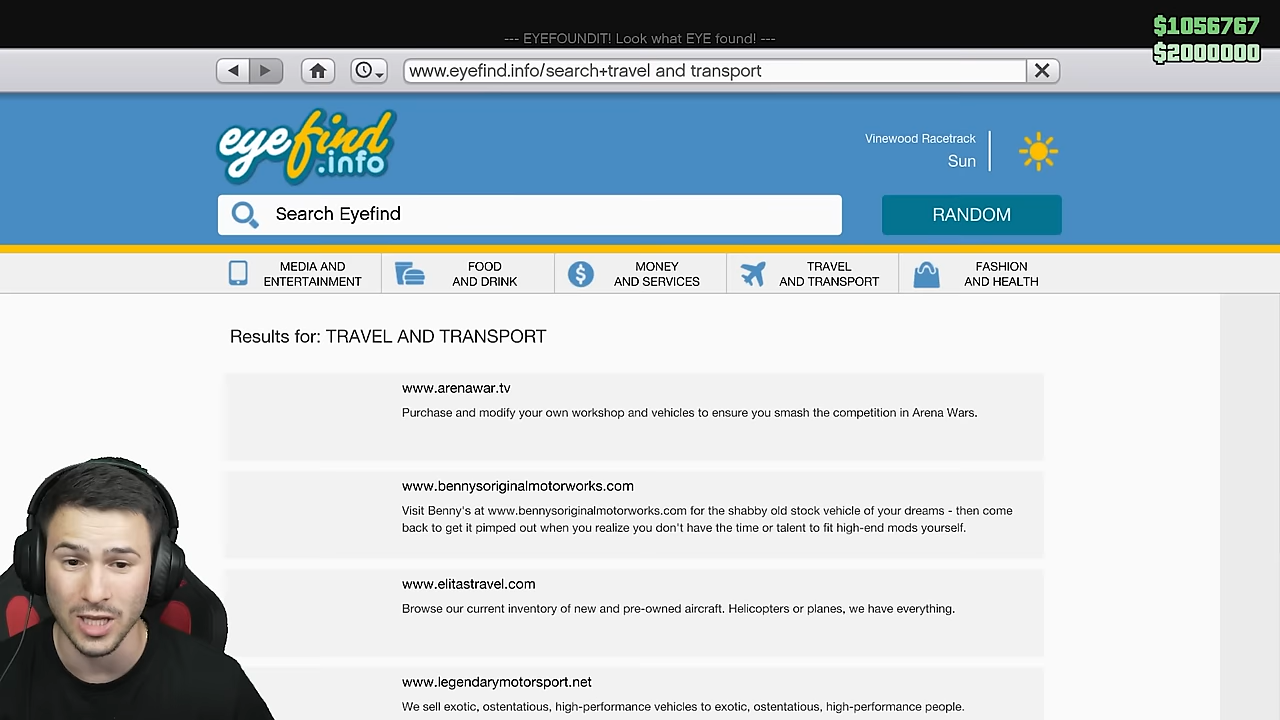 --- EYEFOUNDIT! Look what EYE found! ---
$1056767
$2000000
www.eyefind.info/search+travel and transport
eyefind
.info
Vinewood Racetrack
Sun
Search Eyefind
RANDOM
MEDIA AND
ENTERTAINMENT
FOOD
AND DRINK
MONEY
AND SERVICES
TRAVEL
AND TRANSPORT
FASHION
AND HEALTH
Results for: TRAVEL AND TRANSPORT
www.arenawar.tv
Purchase and modify your own workshop and vehicles to ensure you smash the competition in Arena Wars.
www.bennysoriginalmotorworks.com
Visit Benny's at www.bennysoriginalmotorworks.com for the shabby old stock vehicle of your dreams - then come
back to get it pimped out when you realize you don't have the time or talent to fit high-end mods yourself.
www.elitastravel.com
Browse our current inventory of new and pre-owned aircraft. Helicopters or planes, we have everything.
www.legendarymotorsport.net
We sell exotic, ostentatious, high-performance vehicles to exotic, ostentatious, high-performance people.